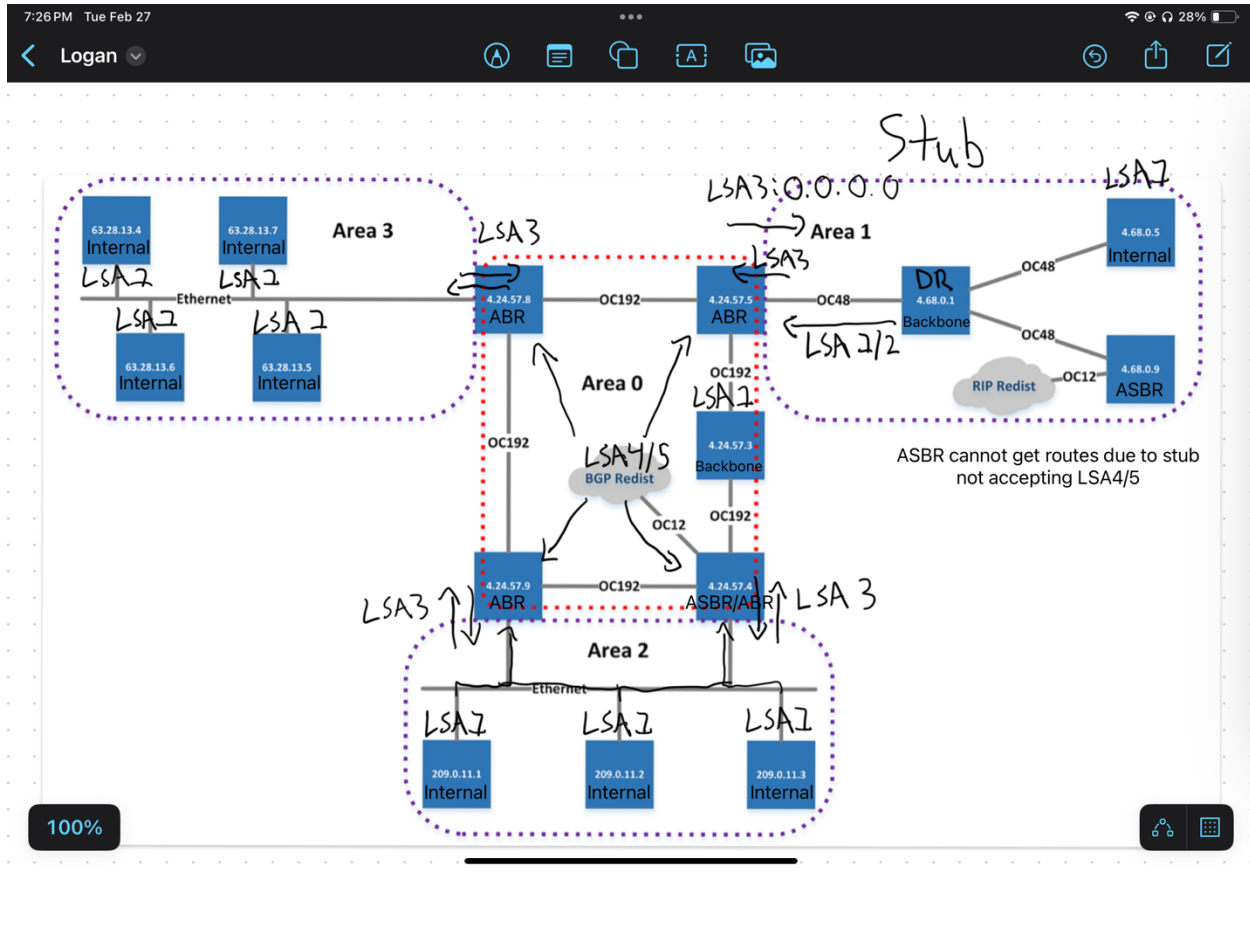 7:26 PM Tue Feb 27
28%
Logan
A
Stub
LSA3:0.0.0.0
LSA1
63.28.13.4
Internal
63.28.13.7
Internal
Area 3
LSA3
Area 1
4.68.0.5
Internal
LSA1
LSA1
Ethernet
LSA1
LSA1
63.28.13.6
Internal
63.28.13.5
Internal
4.24.57.8
ABR
OC192
LSA3
4.24.57.5
ABR
OC48
DR
4.68.0.1
Backbone
OC48
OC48
LSA 1/2
RIP Redist
OC12
4.68.0.9
ASBR
Area 0
OC192
LSA1
OC192
4.24.57.3
Backbone
LSA4/5
BGP Redist
OC12
OC192
ASBR cannot get routes due to stub
not accepting LSA4/5
4.24.57.9
ABR
OC192
4.24.57.4
ASBR/ABR
LSA3
LSA 3
Area 2
Ethernet
LSA1
LSA1
LSA1
209.0.11.1
Internal
209.0.11.2
Internal
209.0.11.3
Internal
100%